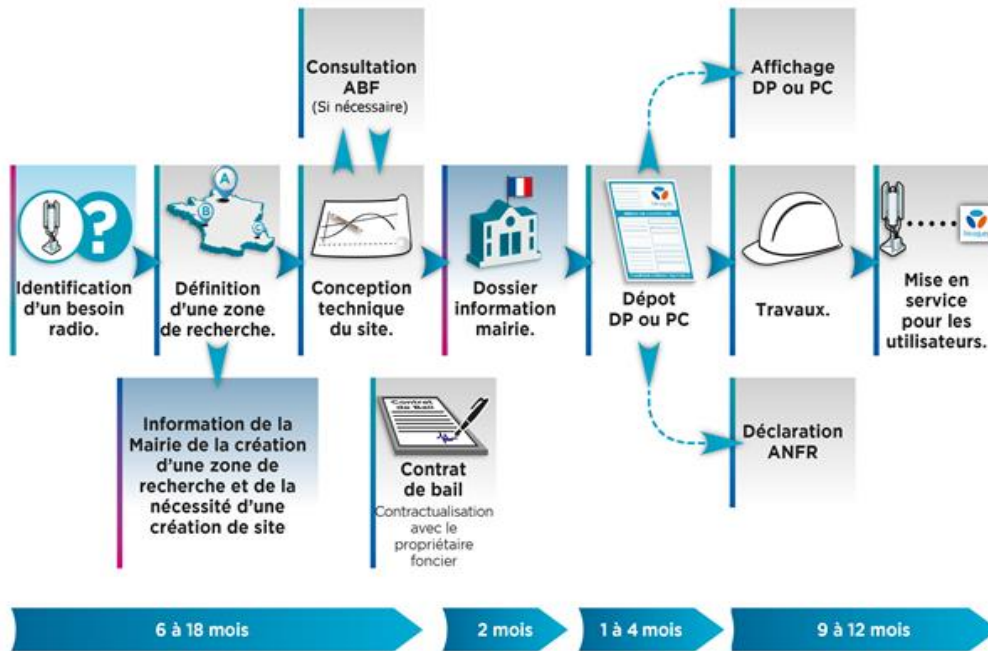 Consultation
ABF
(Si nécessaire)
Affichage
DP ou PC
A
B
C
?
Identification
d'un besoin
radio.
Définition
d'une zone
de recherche.
Conception
technique
du site.
Dossier
information
mairie.
Dépot
DP ou PC
Travaux.
Mise en
service
pour les
utilisateurs.
Information de la
Mairie de la création
d'une zone de
recherche et de la
nécessité d'une
création de site
Contrat
de Bail
Contrat
de bail
Contractualisation
avec le
propriétaire
foncier
Déclaration
ANFR
6 à 18 mois
2 mois
1 à 4 mois
9 à 12 mois